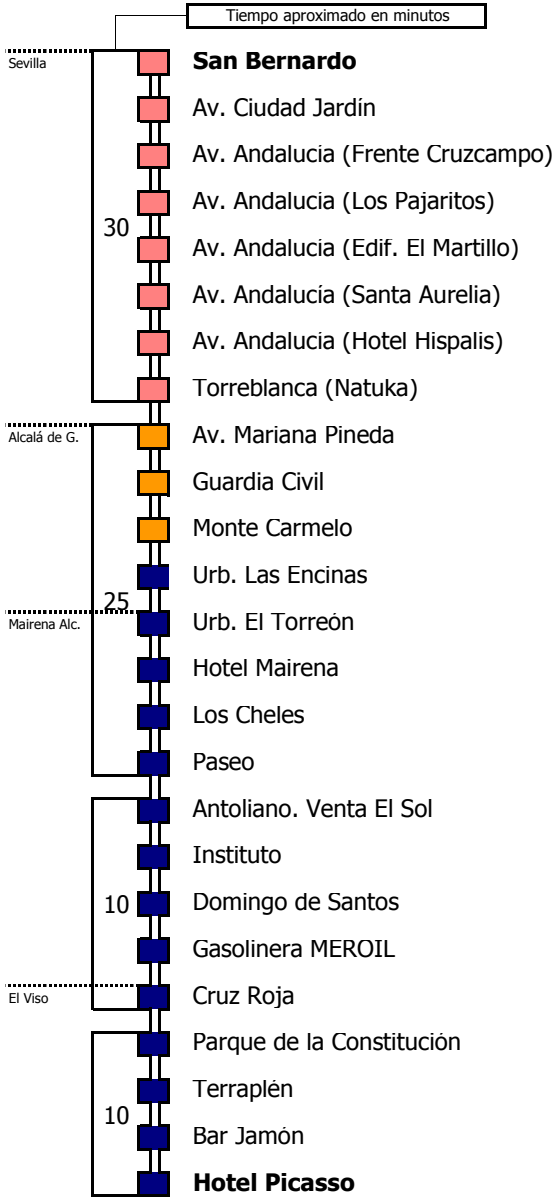 Tiempo aproximado en minutos
Sevilla
San Bernardo
Av. Ciudad Jardín
Av. Andalucia (Frente Cruzcampo)
Av. Andalucia (Los Pajaritos)
30
Av. Andalucia (Edif. El Martillo)
Av. Andalucía (Santa Aurelia)
Av. Andalucia (Hotel Hispalis)
Torreblanca (Natuka)
Alcalá de G.
Av. Mariana Pineda
Guardia Civil
Monte Carmelo
Urb. Las Encinas
25
Mairena Alc.
Urb. El Torreón
Hotel Mairena
Los Cheles
Paseo
Antoliano. Venta El Sol
Instituto
10
Domingo de Santos
Gasolinera MEROIL
El Viso
Cruz Roja
Parque de la Constitución
Terraplén
10
Bar Jamón
Hotel Picasso